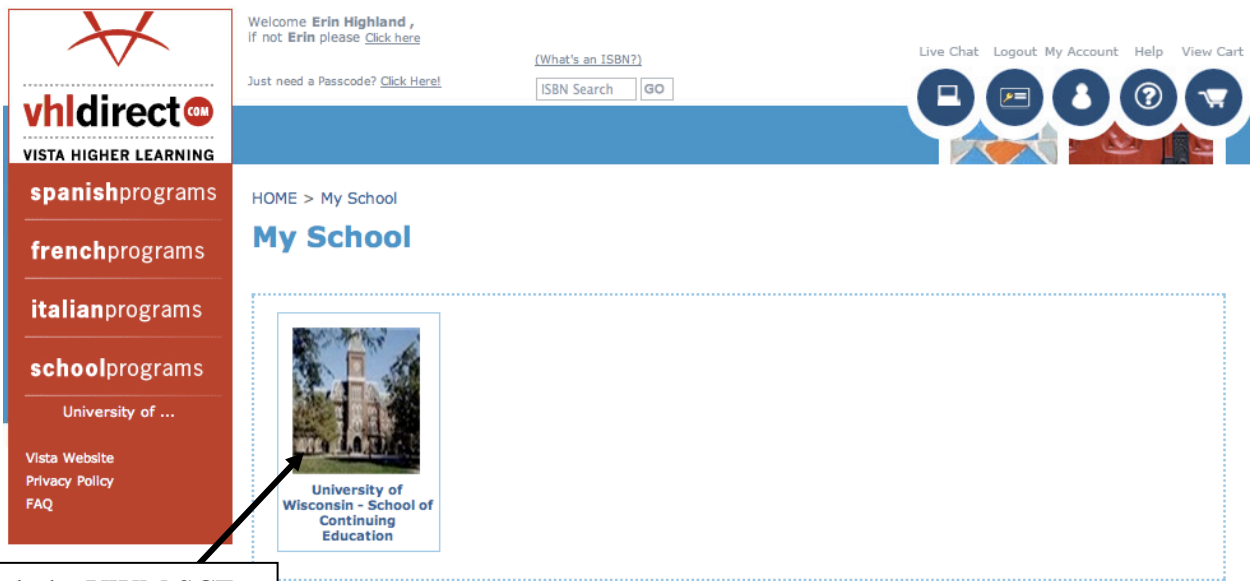 Welcome Erin Highland ,
if not Erin please Click here
Just need a Passcode? Click Here!
(What's an ISBN?)
ISBN Search GO
Live Chat Logout My Account Help View Cart
vhldirect.com
VISTA HIGHER LEARNING
spanishprograms
frenchprograms
italianprograms
schoolprograms
University of ...
Vista Website
Privacy Policy
FAQ
HOME > My School
My School
University of
Wisconsin - School of
Continuing
Education